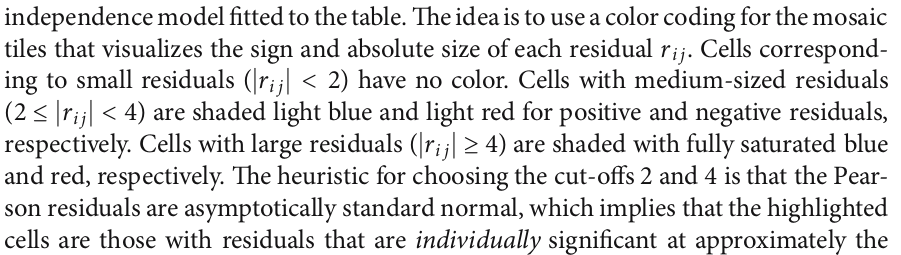 independence model fitted to the table. The idea is to use a color coding for the mosaic
tiles that visualizes the sign and absolute size of each residual r_{ij}. Cells correspond-
ing to small residuals (|r_{ij}| < 2) have no color. Cells with medium-sized residuals
(2 ≤ |r_{ij}| < 4) are shaded light blue and light red for positive and negative residuals,
respectively. Cells with large residuals (|r_{ij}| ≥ 4) are shaded with fully saturated blue
and red, respectively. The heuristic for choosing the cut-offs 2 and 4 is that the Pear-
son residuals are asymptotically standard normal, which implies that the highlighted
cells are those with residuals that are individually significant at approximately the